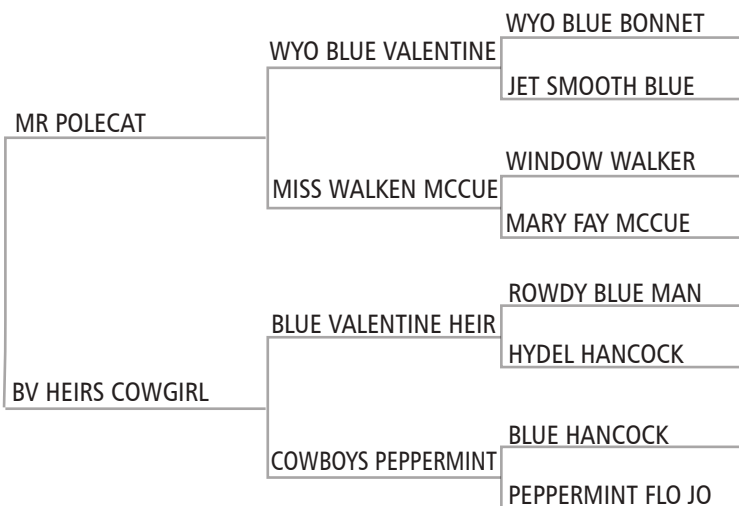 WYO BLUE BONNET
WYO BLUE VALENTINE
JET SMOOTH BLUE
MR POLECAT
WINDOW WALKER
MISS WALKEN MCCUE
MARY FAY MCCUE
ROWDY BLUE MAN
BLUE VALENTINE HEIR
HYDEL HANCOCK
BV HEIRS COWGIRL
BLUE HANCOCK
COWBOYS PEPPERMINT
PEPPERMINT FLO JO